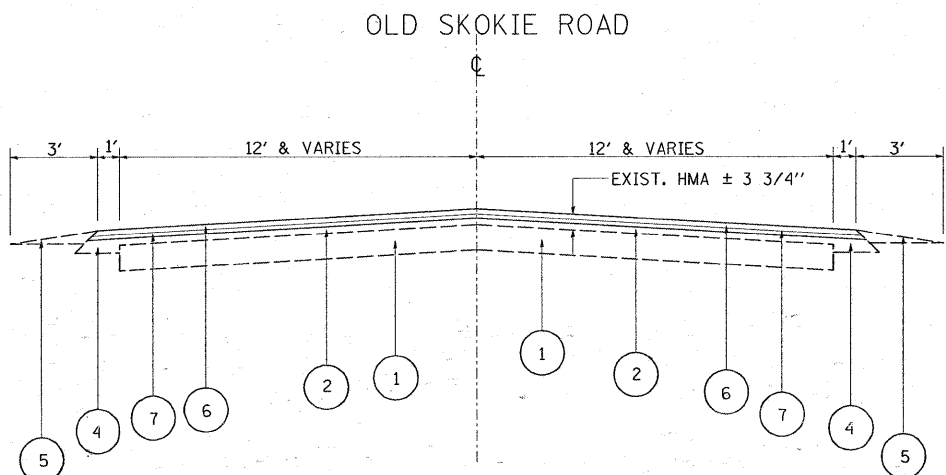 OLD SKOKIE ROAD
℄
3' 1' 12' & VARIES 12' & VARIES 1' 3'
EXIST. HMA ± 3 3/4"
5 4 7 6 2 1 1 2 6 7 4 5